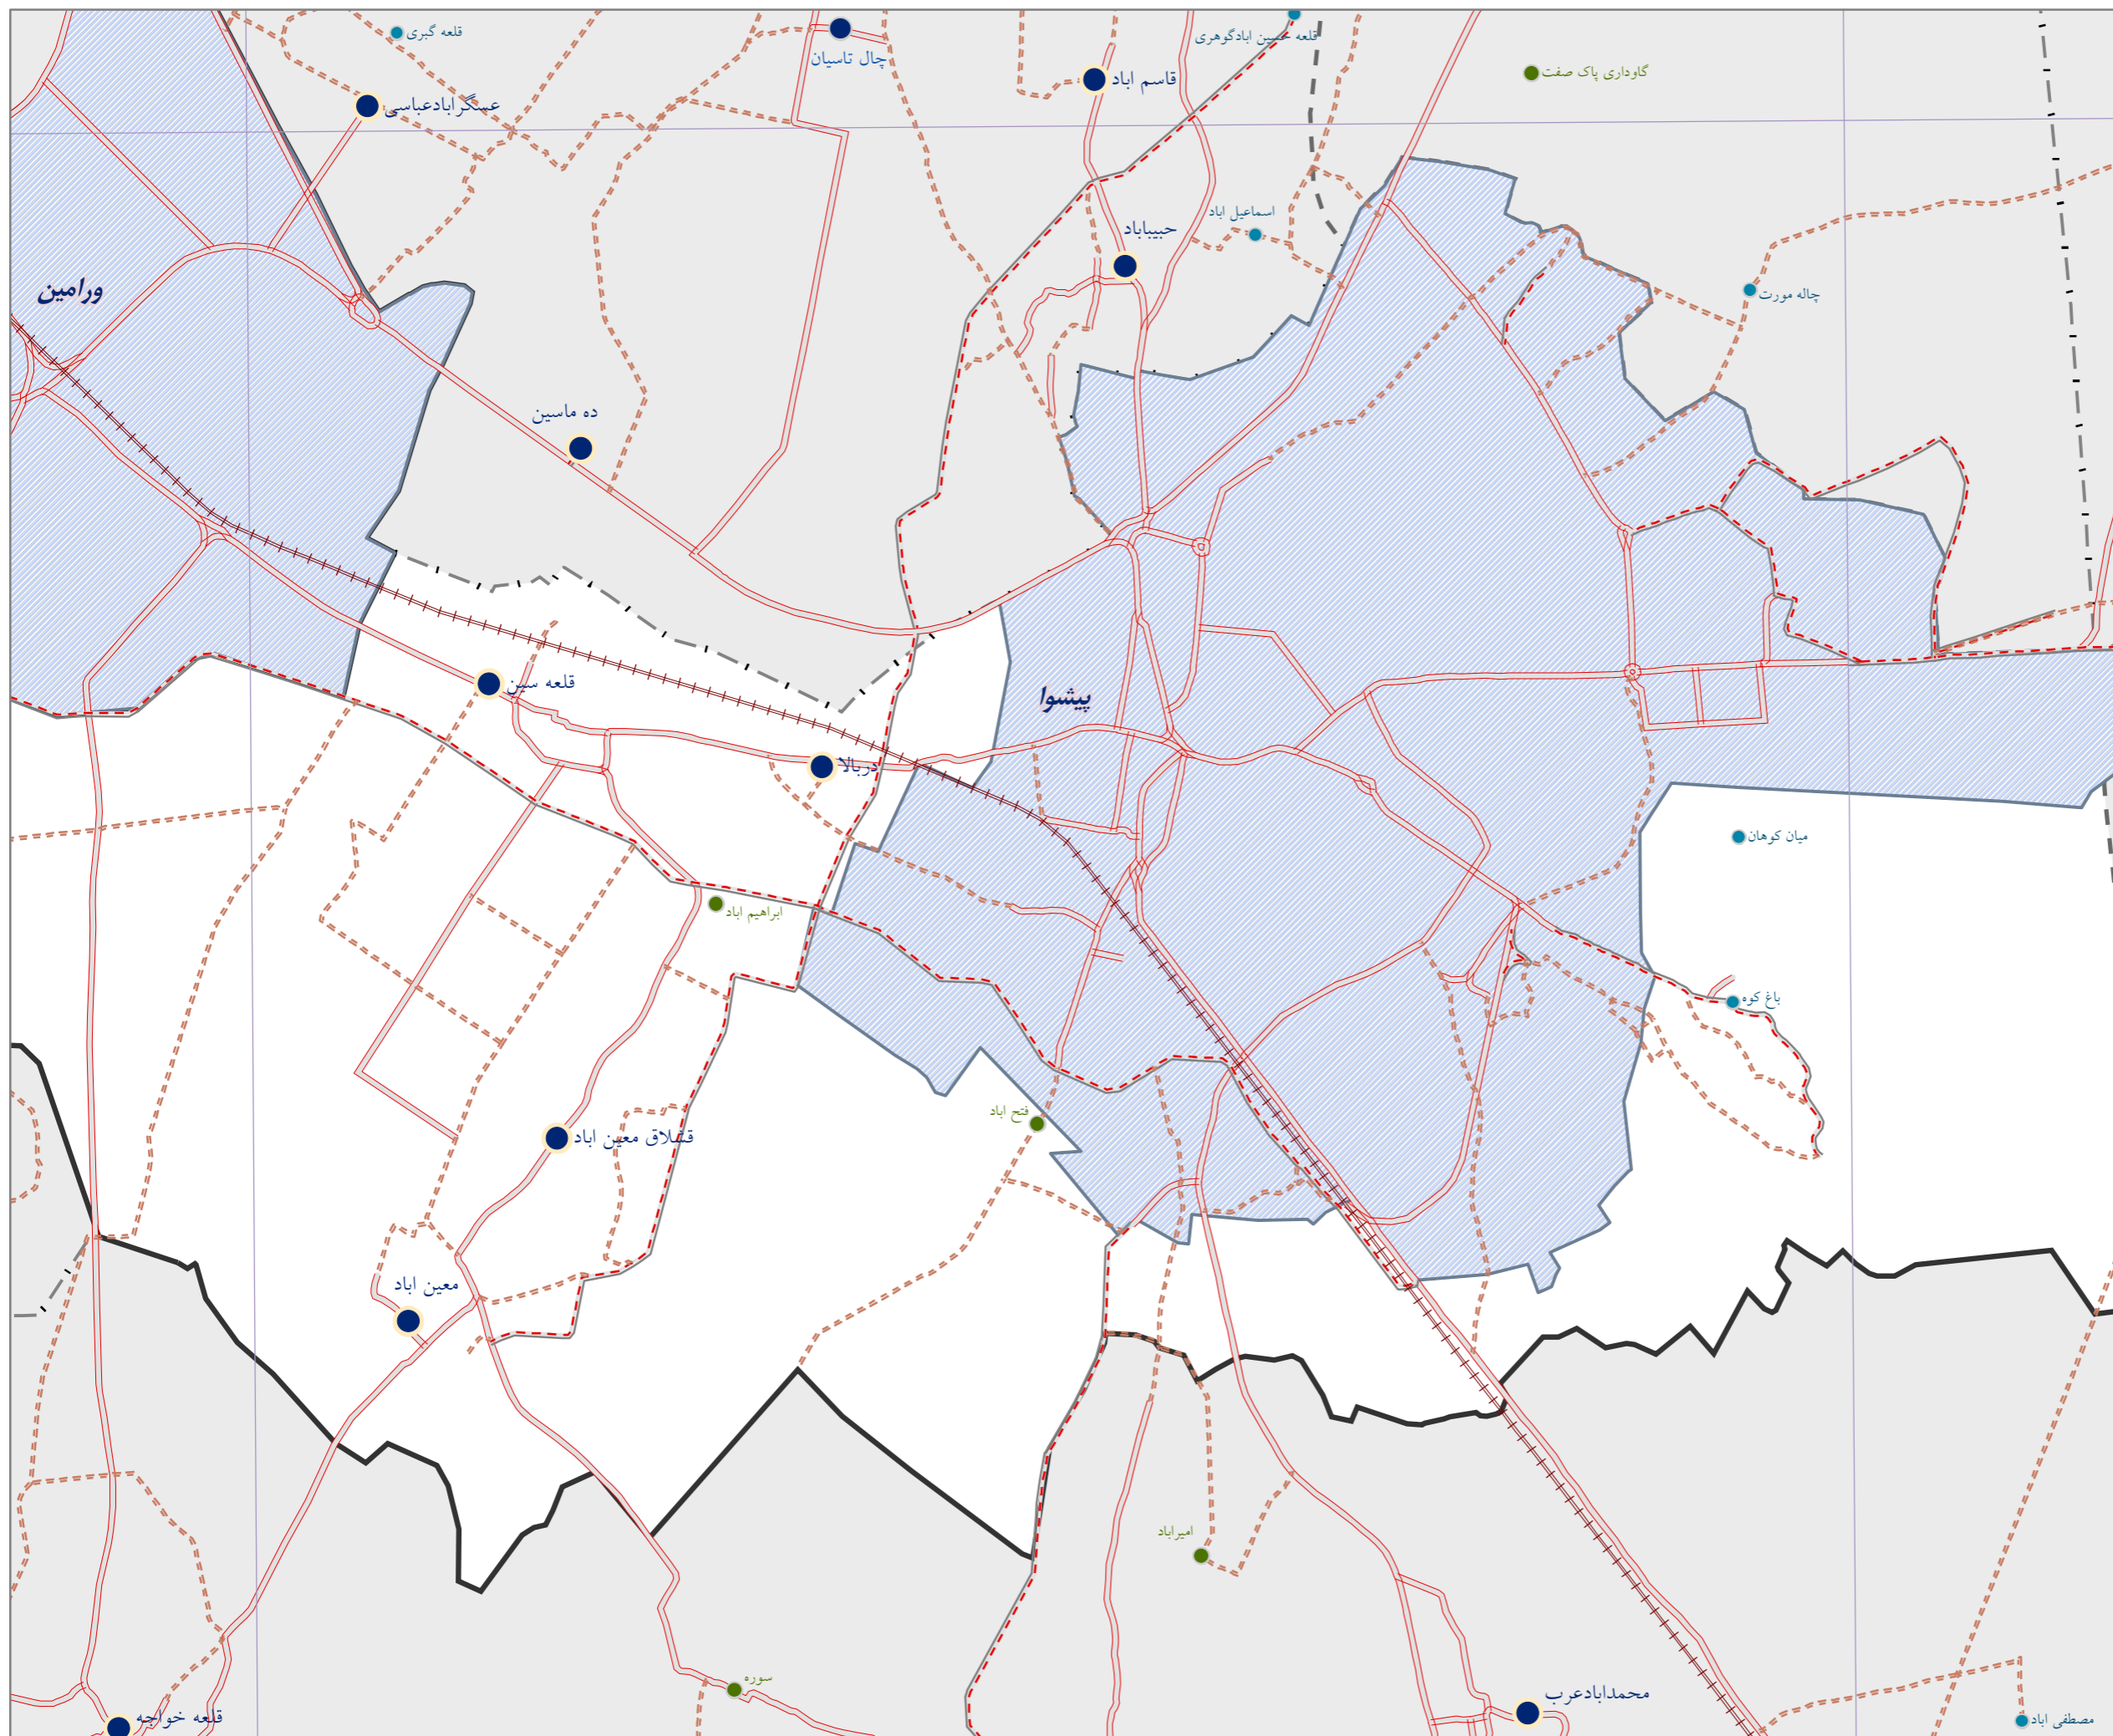 قلعه گبری
چال تاسیان
قلعه حسین ابادگوهری
گاوداری پاک صفت
قاسم اباد
عسگرابادعباسی
اسماعیل اباد
حبیباباد
ورامین
چاله مورت
ده ماسین
قلعه سین
پیشوا
دربالا
میان کوهان
ابراهیم اباد
باغ کوه
فتح اباد
قشلاق معین اباد
معین اباد
امیراباد
سوره
محمدابادعرب
قلعه خواجه
مصطفی اباد